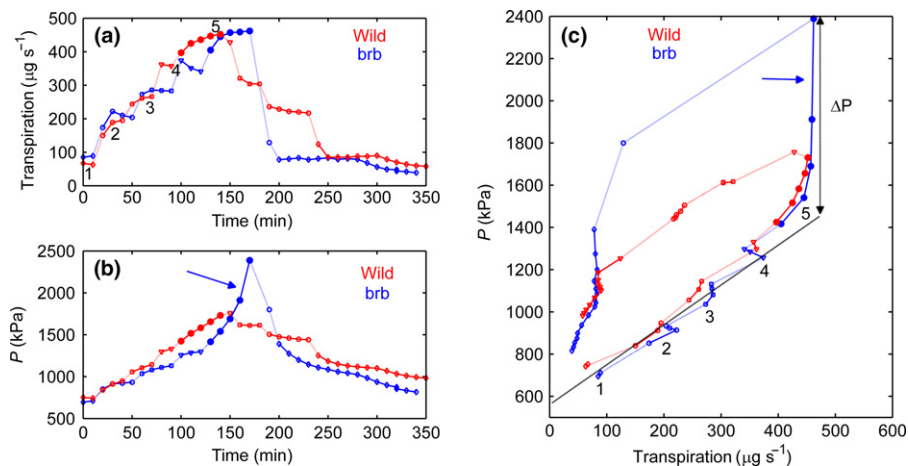 (a)
Wild
brb
Transpiration (µg s⁻¹)
500
400
300
200
100
0
1
2
3
4
5
0 50 100 150 200 250 300 350
Time (min)
(b)
Wild
brb
P (kPa)
2500
2000
1500
1000
500
0 50 100 150 200 250 300 350
Time (min)
(c)
Wild
brb
P (kPa)
2400
2200
2000
1800
1600
1400
1200
1000
800
600
ΔP
5
4
3
2
1
0 100 200 300 400 500 600
Transpiration (µg s⁻¹)